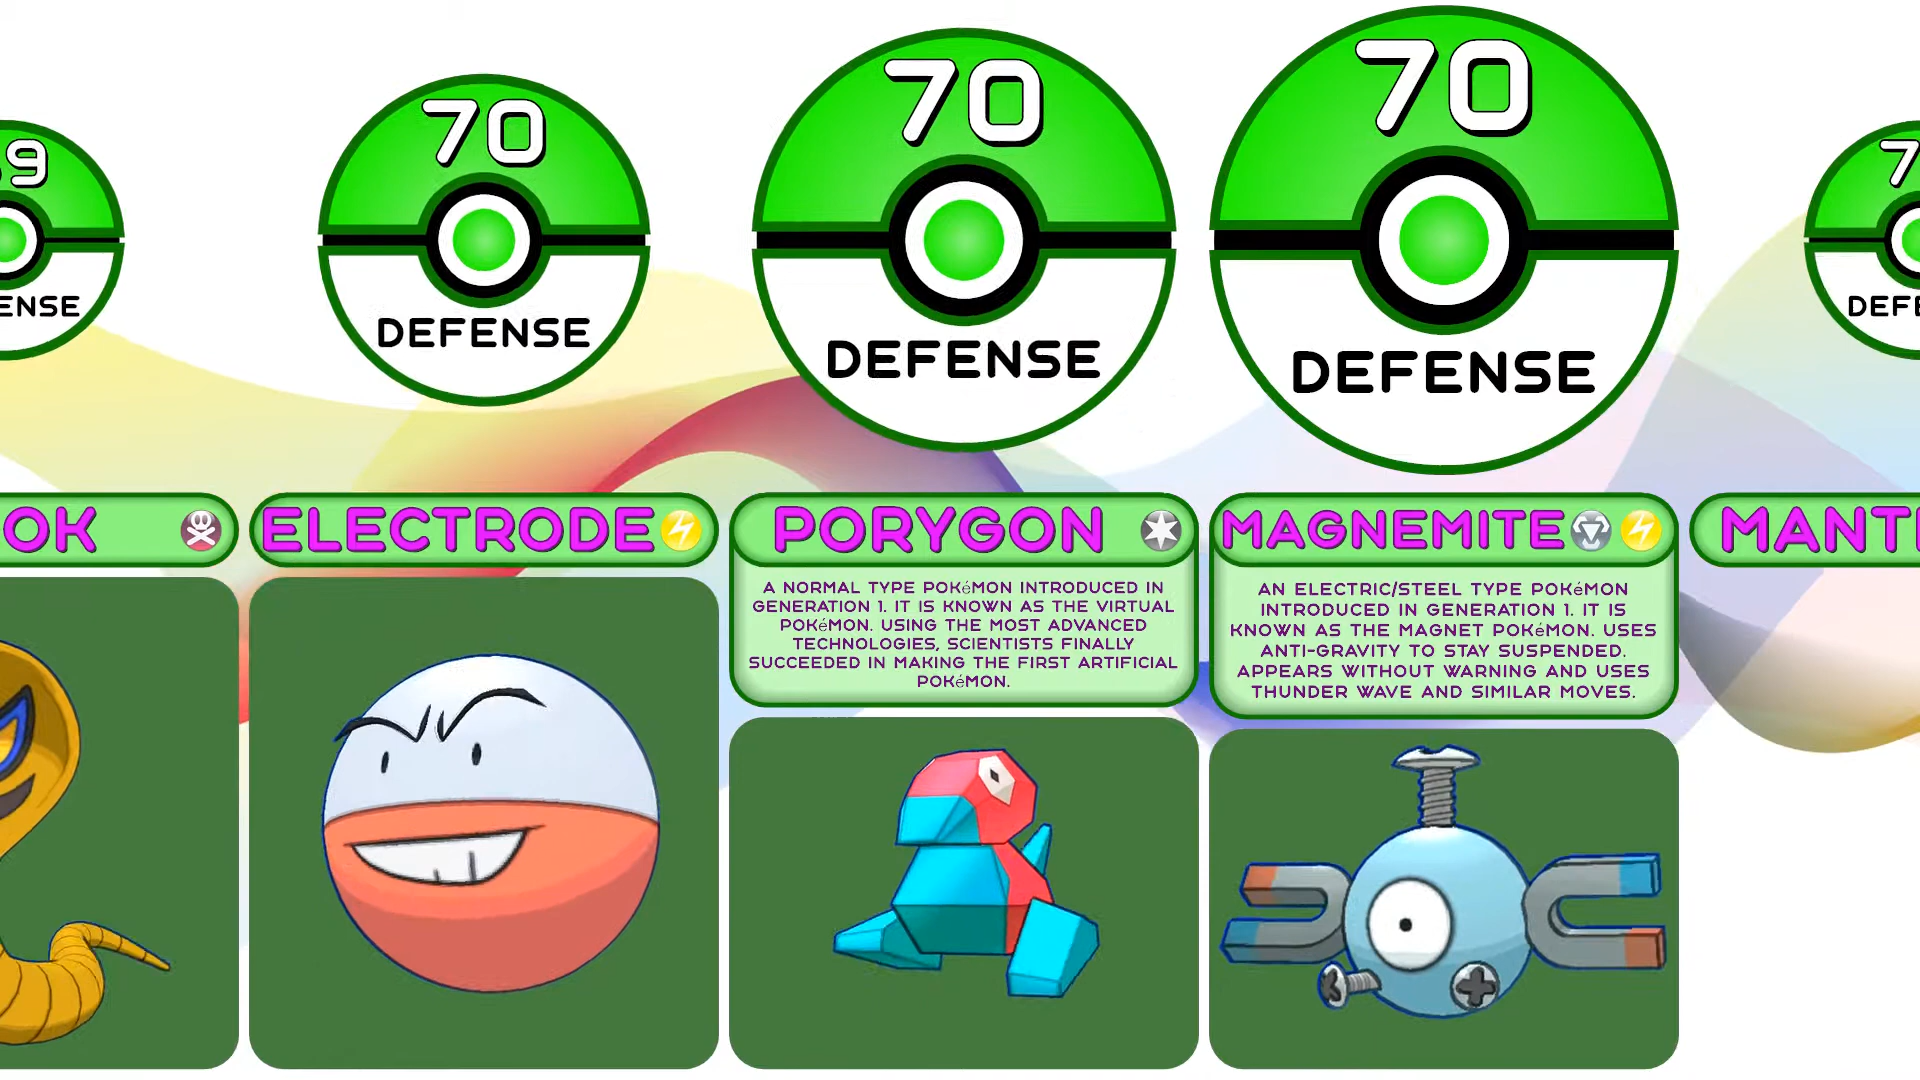 70
DEFENSE
70
DEFENSE
70
DEFENSE
ELECTRODE
PORYGON
A NORMAL TYPE POKéMON INTRODUCED IN
GENERATION 1. IT IS KNOWN AS THE VIRTUAL
POKéMON. USING THE MOST ADVANCED
TECHNOLOGIES, SCIENTISTS FINALLY
SUCCEEDED IN MAKING THE FIRST ARTIFICIAL
POKéMON.
MAGNEMITE
AN ELECTRIC/STEEL TYPE POKéMON
INTRODUCED IN GENERATION 1. IT IS
KNOWN AS THE MAGNET POKéMON. USES
ANTI-GRAVITY TO STAY SUSPENDED.
APPEARS WITHOUT WARNING AND USES
THUNDER WAVE AND SIMILAR MOVES.